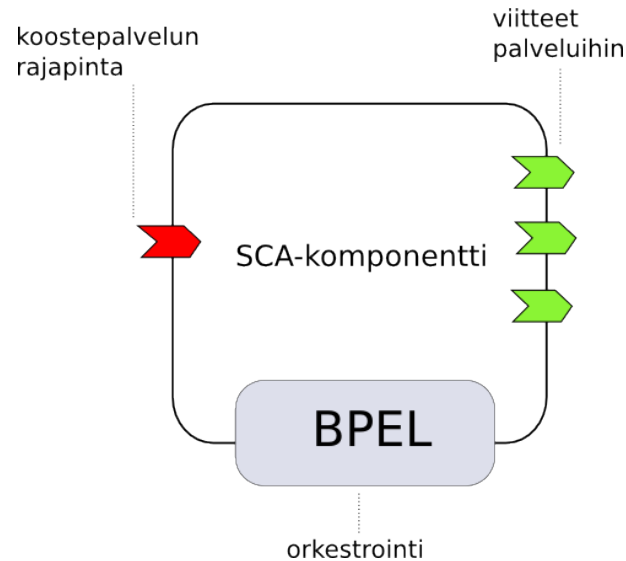 koostepalvelun
rajapinta
viitteet
palveluihin
SCA-komponentti
BPEL
orkestrointi